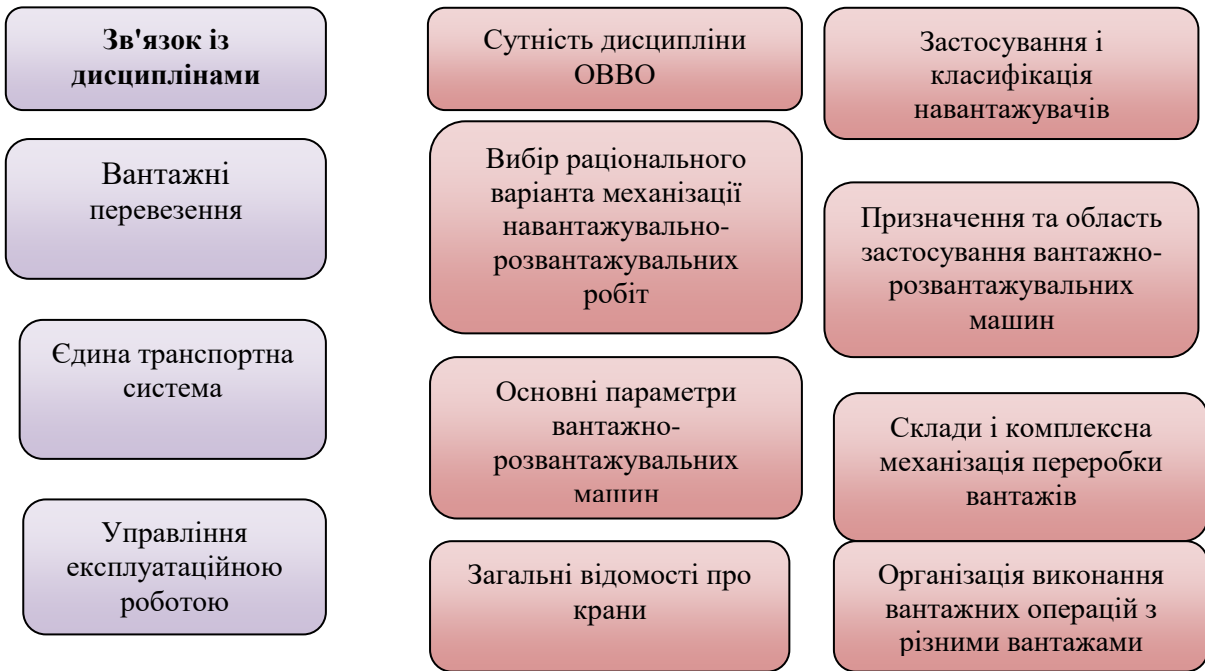 Зв'язок із
дисциплінами
Вантажні
перевезення
Єдина транспортна
система
Управління
експлуатаційною
роботою
Сутність дисципліни
ОВВО
Вибір раціонального
варіанта механізації
навантажувально-
розвантажувальних
робіт
Основні параметри
вантажно-
розвантажувальних
машин
Загальні відомості про
крани
Застосування і
класифікація
навантажувачів
Призначення та область
застосування вантажно-
розвантажувальних
машин
Склади і комплексна
механізація переробки
вантажів
Організація виконання
вантажних операцій з
різними вантажами